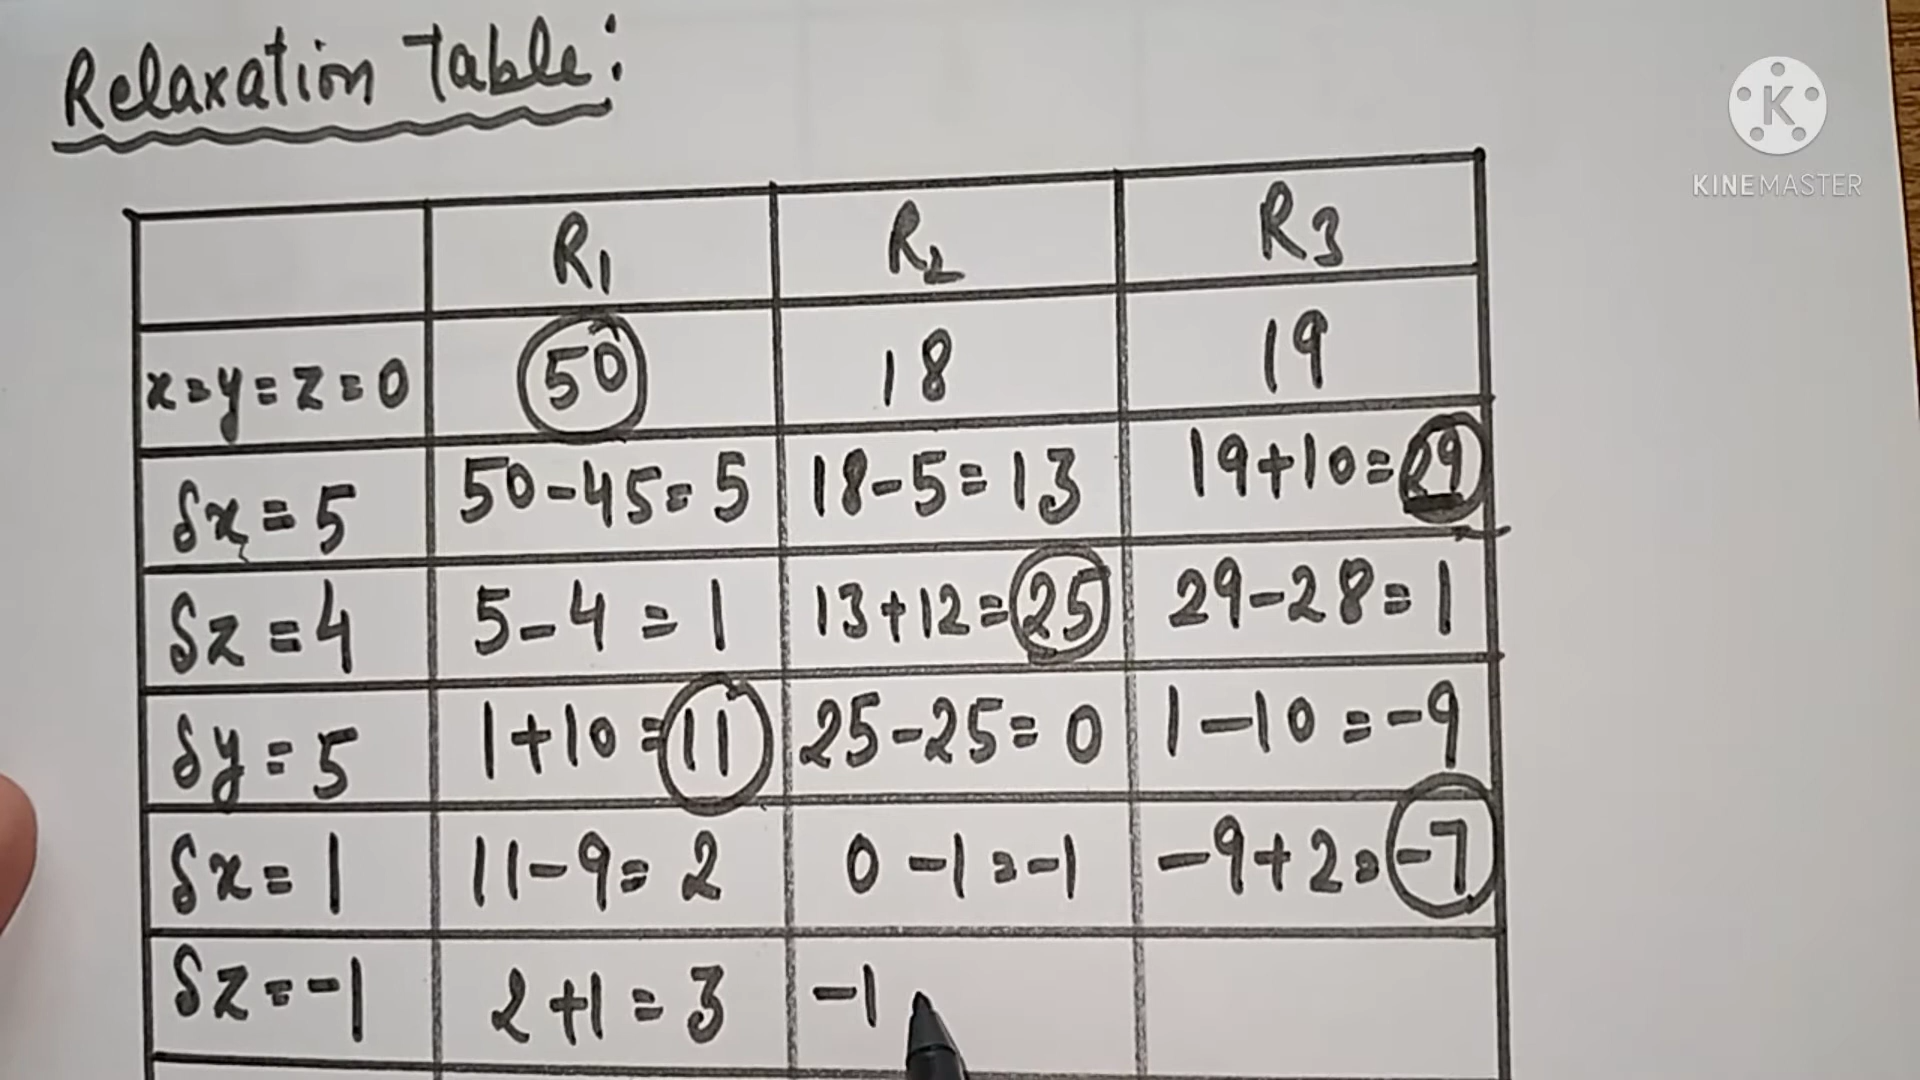 Relaxation Table:
K
KINEMASTER
R1 R2 R3
x=y=z=0 50 18 19
δx=5 50-45=5 18-5=13 19+10=29
δz=4 5-4=1 13+12=25 29-28=1
δy=5 1+10=11 25-25=0 1-10=-9
δx=1 11-9=2 0-1=-1 -9+2=-7
δz=-1 2+1=3 -1